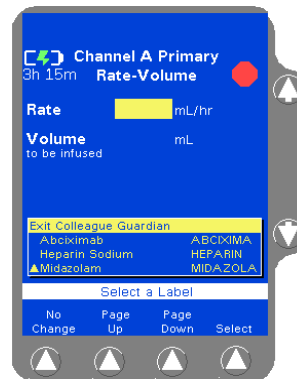 Channel A Primary
3h 15m Rate-Volume
Rate mL/hr
Volume mL
to be infused
Exit Colleague Guardian
Abciximab ABCIXIMA
Heparin Sodium HEPARIN
▲Midazolam MIDAZOLA
Select a Label
No Page Page
Change Up Down Select